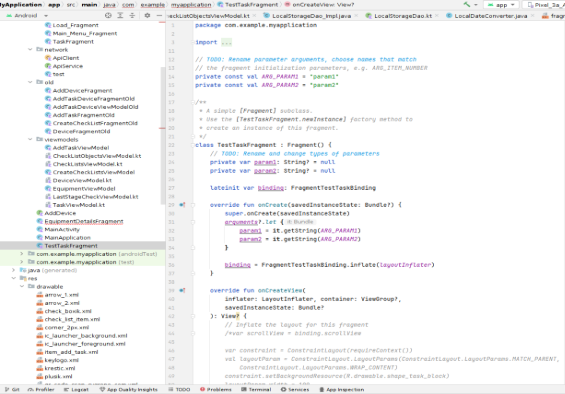 MyApplication app src main java com example myapplication TestTaskFragment onCreateView: View?
app Pixel_3a_A
CheckListObjectsViewModel.kt LocalStorageDao_Impl.java LocalStorageDao.kt LocalDateConverter.java fragm
Load_Fragment
Main_Menu_Fragment
TaskFragment
network
ApiClient
ApiService
test
old
AddDeviceFragment
AddTaskDeviceFragmentOld
AddTaskDeviceViewModelOld
AddTaskFragmentOld
CreateCheckListFragmentOld
DeviceFragmentOld
viewmodels
AddTaskViewModel
CheckListObjectsViewModel.kt
CheckListsViewModel.kt
CreateCheckListViewModel.kt
DeviceViewModel.kt
EquipmentViewModel
LastStageCheckViewModel.kt
TaskViewModel.kt
AddDevice
EquipmentDetailsFragment
MainActivity
MainApplication
TestTaskFragment
com.example.myapplication (androidTest)
com.example.myapplication (test)
java (generated)
res
drawable
arrow_1.xml
arrow_2.xml
check_boxik.xml
check_list_item.xml
corner_2px.xml
ic_launcher_background.xml
ic_launcher_foreground.xml
item_add_task.xml
keylogo.xml
krestic.xml
plusik.xml
package com.example.myapplication
import ...
// TODO: Rename parameter arguments, choose names that match
// the fragment initialization parameters, e.g. ARG_ITEM_NUMBER
private const val ARG_PARAM1 = "param1"
private const val ARG_PARAM2 = "param2"
/**
* A simple [Fragment] subclass.
* Use the [TestTaskFragment.newInstance] factory method to
* create an instance of this fragment.
*/
class TestTaskFragment : Fragment() {
// TODO: Rename and change types of parameters
private var param1: String? = null
private var param2: String? = null
lateinit var binding: FragmentTestTaskBinding
override fun onCreate(savedInstanceState: Bundle?) {
super.onCreate(savedInstanceState)
arguments?.let { it: Bundle
param1 = it.getString(ARG_PARAM1)
param2 = it.getString(ARG_PARAM2)
}
binding = FragmentTestTaskBinding.inflate(layoutInflater)
}
override fun onCreateView(
inflater: LayoutInflater, container: ViewGroup?,
savedInstanceState: Bundle?
): View? {
// Inflate the layout for this fragment
/*var scrollView = binding.scrollView
var constraint = ConstraintLayout(requireContext())
val layoutParam = ConstraintLayout.LayoutParams(ConstraintLayout.LayoutParams.MATCH_PARENT,
ConstraintLayout.LayoutParams.WRAP_CONTENT)
constraint.setBackgroundResource(R.drawable.shape_task_block)
Git Profiler Logcat App Quality Insights TODO Problems Terminal Services App Inspection